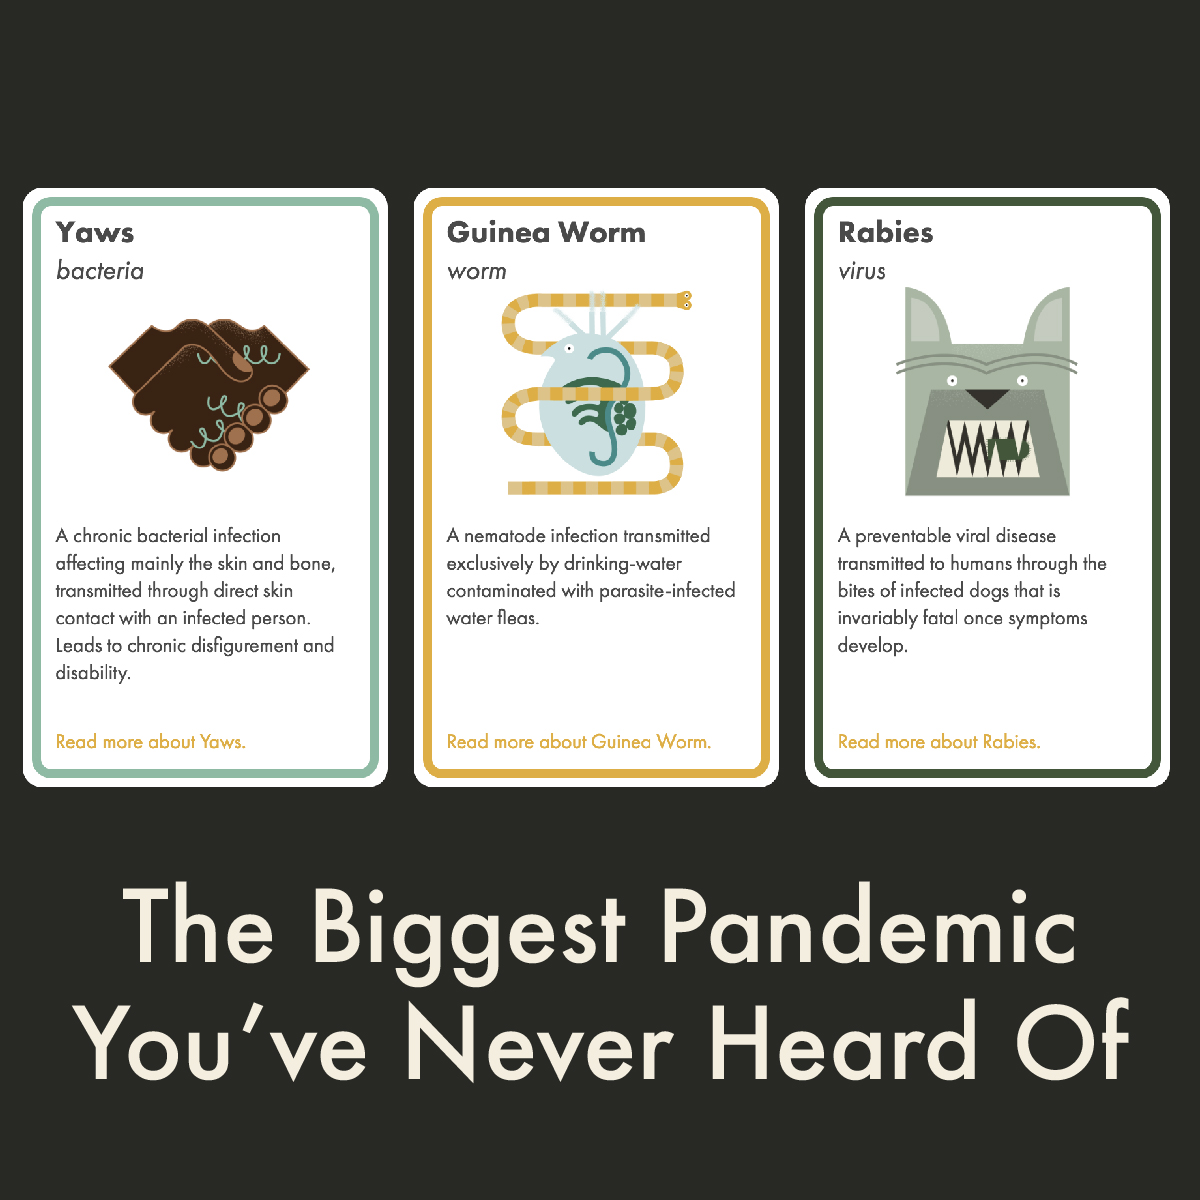 Yaws
bacteria
A chronic bacterial infection
affecting mainly the skin and bone,
transmitted through direct skin
contact with an infected person.
Leads to chronic disfigurement and
disability.
Read more about Yaws.
Guinea Worm
worm
A nematode infection transmitted
exclusively by drinking-water
contaminated with parasite-infected
water fleas.
Read more about Guinea Worm.
Rabies
virus
A preventable viral disease
transmitted to humans through the
bites of infected dogs that is
invariably fatal once symptoms
develop.
Read more about Rabies.
The Biggest Pandemic
You’ve Never Heard Of